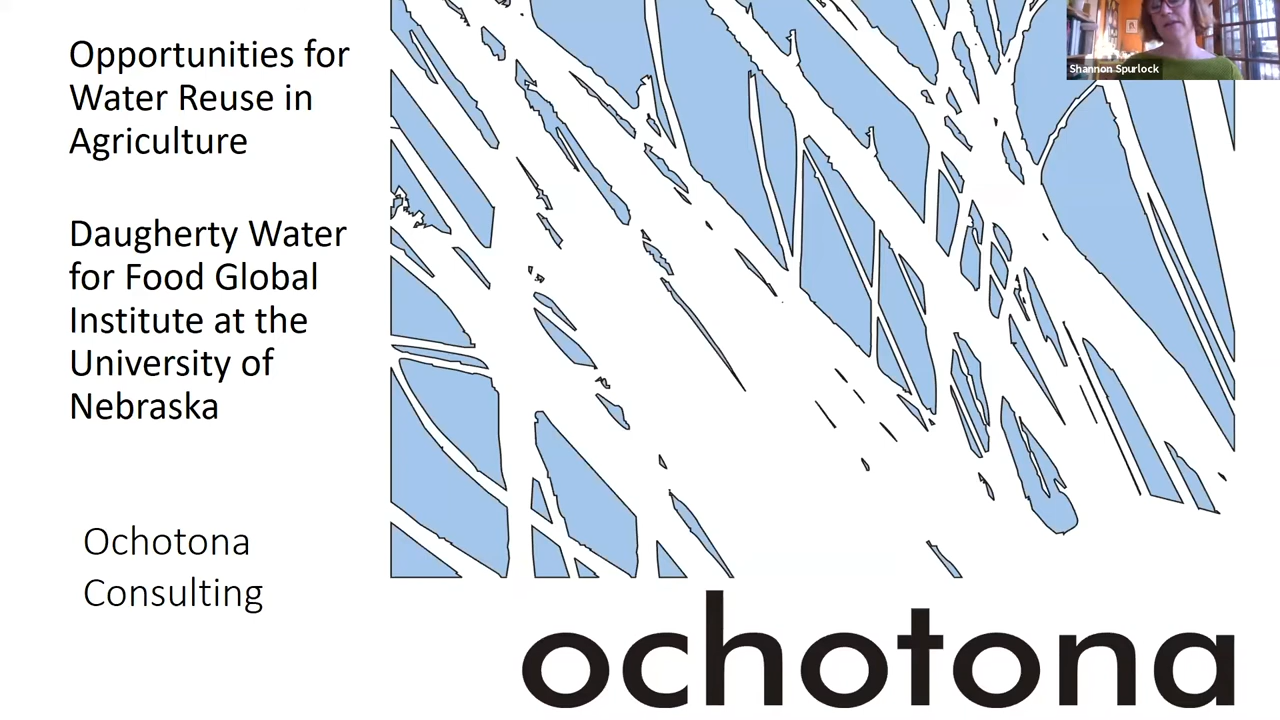 Opportunities for
Water Reuse in
Agriculture
Daugherty Water
for Food Global
Institute at the
University of
Nebraska
Ochotona
Consulting
ochotona
Shannon Spurlock